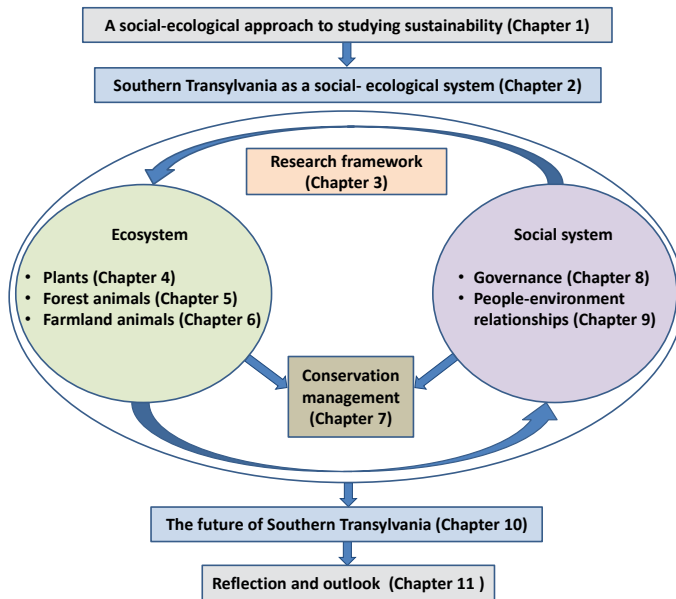 A social-ecological approach to studying sustainability (Chapter 1)
Southern Transylvania as a social- ecological system (Chapter 2)
Research framework
(Chapter 3)
Ecosystem
• Plants (Chapter 4)
• Forest animals (Chapter 5)
• Farmland animals (Chapter 6)
Social system
• Governance (Chapter 8)
• People-environment
relationships (Chapter 9)
Conservation
management
(Chapter 7)
The future of Southern Transylvania (Chapter 10)
Reflection and outlook (Chapter 11 )